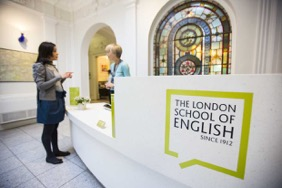 THE LONDON
SCHOOL OF
ENGLISH
SINCE 1912